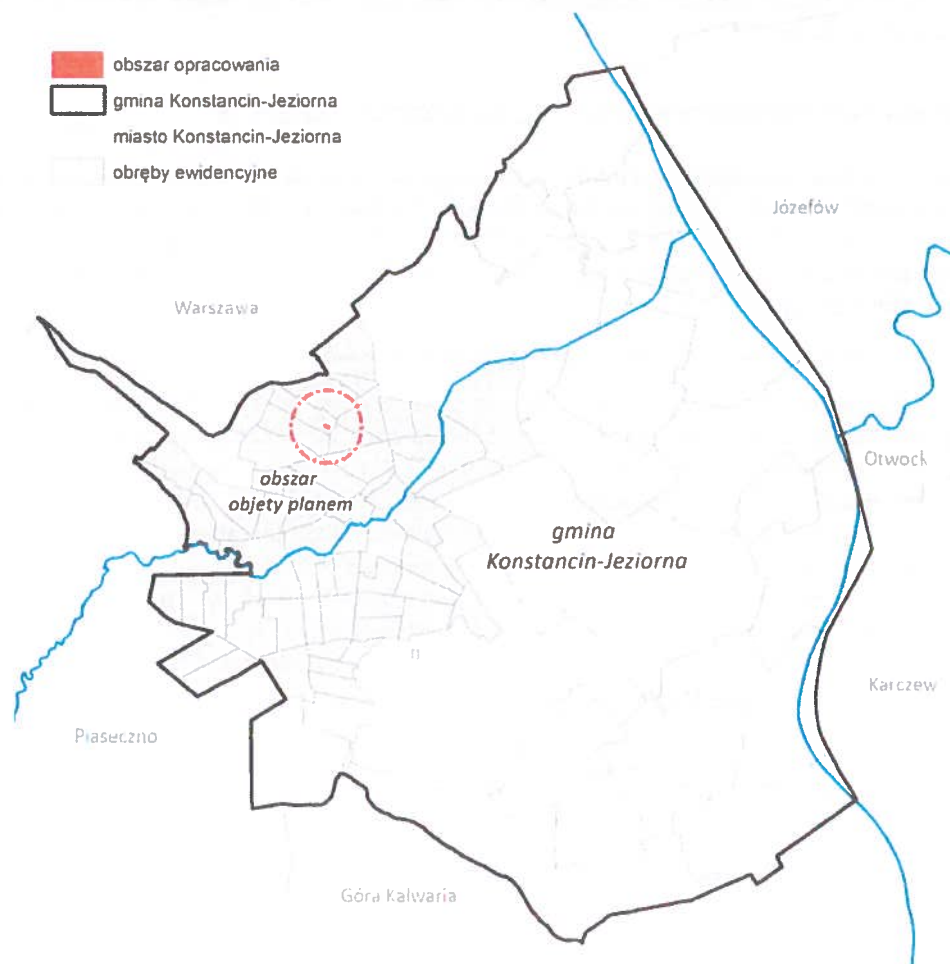 obszar opracowania
gmina Konstancin-Jeziorna
miasto Konstancin-Jeziorna
obręby ewidencyjne
Józefów
Warszawa
Otwock
obszar
objęty planem
gmina
Konstancin-Jeziorna
Karczew
Piaseczno
Góra Kalwaria